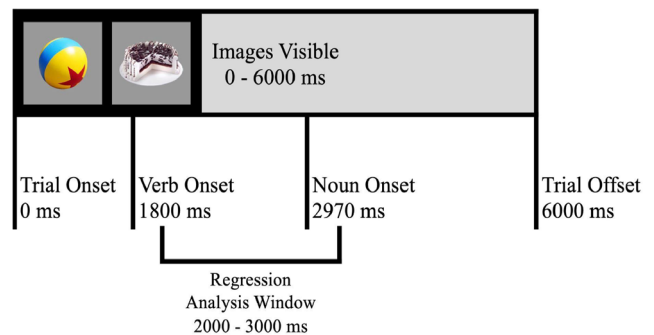 Images Visible
0 - 6000 ms
Trial Onset
0 ms
Verb Onset
1800 ms
Noun Onset
2970 ms
Trial Offset
6000 ms
Regression
Analysis Window
2000 - 3000 ms